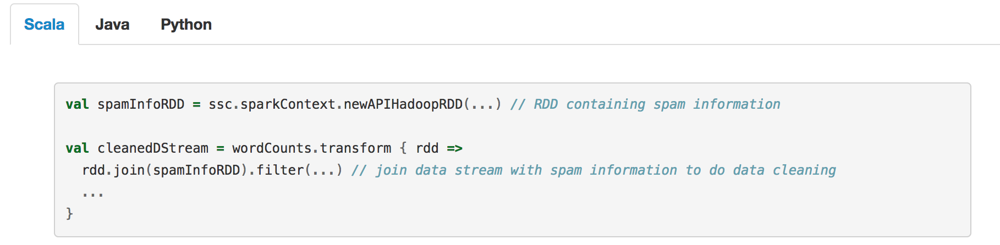 Scala Java Python
val spamInfoRDD = ssc.sparkContext.newAPIHadoopRDD(...) // RDD containing spam information
val cleanedDStream = wordCounts.transform { rdd =>
  rdd.join(spamInfoRDD).filter(...) // join data stream with spam information to do data cleaning
  ...
}